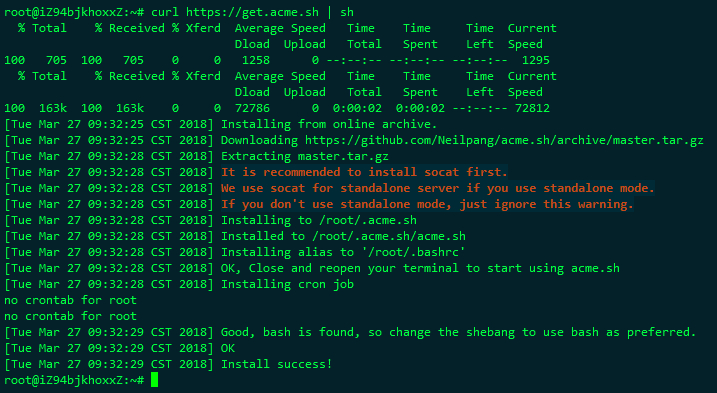 root@iZ94bjkhoxxZ:~# curl https://get.acme.sh | sh
  % Total    % Received % Xferd  Average Speed   Time    Time     Time  Current
                                 Dload  Upload   Total   Spent    Left  Speed
100   705  100   705    0     0   1258      0 --:--:-- --:--:-- --:--:--  1295
  % Total    % Received % Xferd  Average Speed   Time    Time     Time  Current
                                 Dload  Upload   Total   Spent    Left  Speed
100  163k  100  163k    0     0  72786      0  0:00:02  0:00:02 --:--:-- 72812
[Tue Mar 27 09:32:25 CST 2018] Installing from online archive.
[Tue Mar 27 09:32:25 CST 2018] Downloading https://github.com/Neilpang/acme.sh/archive/master.tar.gz
[Tue Mar 27 09:32:28 CST 2018] Extracting master.tar.gz
[Tue Mar 27 09:32:28 CST 2018] It is recommended to install socat first.
[Tue Mar 27 09:32:28 CST 2018] We use socat for standalone server if you use standalone mode.
[Tue Mar 27 09:32:28 CST 2018] If you don't use standalone mode, just ignore this warning.
[Tue Mar 27 09:32:28 CST 2018] Installing to /root/.acme.sh
[Tue Mar 27 09:32:28 CST 2018] Installed to /root/.acme.sh/acme.sh
[Tue Mar 27 09:32:28 CST 2018] Installing alias to '/root/.bashrc'
[Tue Mar 27 09:32:28 CST 2018] OK, Close and reopen your terminal to start using acme.sh
[Tue Mar 27 09:32:28 CST 2018] Installing cron job
no crontab for root
no crontab for root
[Tue Mar 27 09:32:29 CST 2018] Good, bash is found, so change the shebang to use bash as preferred.
[Tue Mar 27 09:32:29 CST 2018] OK
[Tue Mar 27 09:32:29 CST 2018] Install success!
root@iZ94bjkhoxxZ:~#